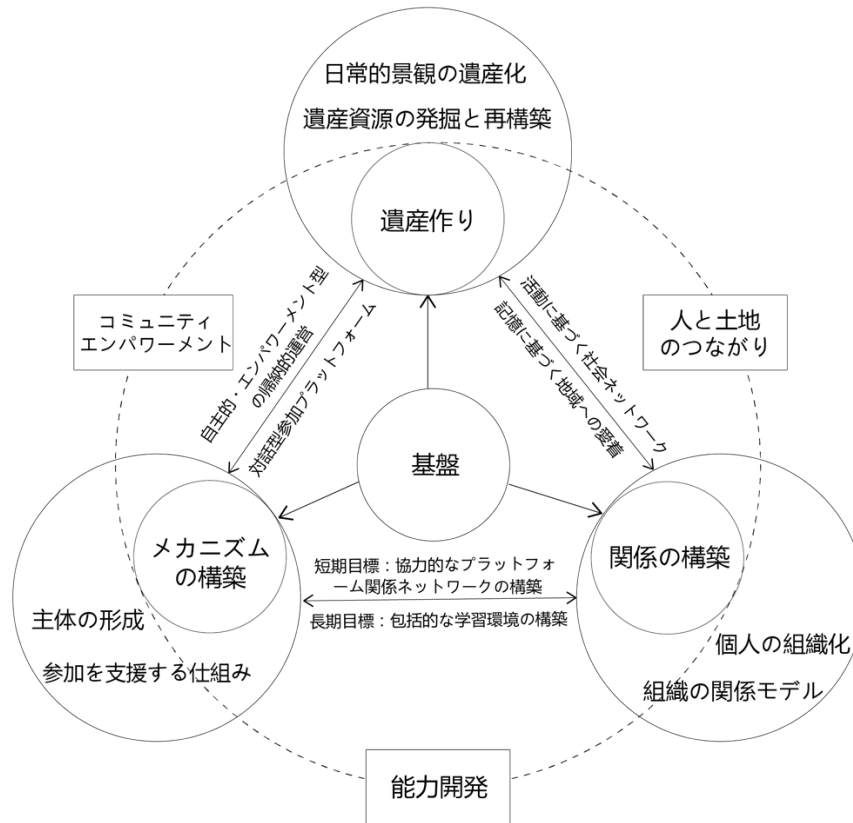 日常的景観の遺産化
遺産資源の発掘と再構築
遺産作り
コミュニティ
エンパワーメント
自主的・エンパワーメント型
の帰納的運営
対話型参加プラットフォーム
活動に基づく社会ネットワーク
記憶に基づく地域への愛着
人と土地
のつながり
基盤
メカニズム
の構築
主体の形成
参加を支援する仕組み
短期目標：協力的なプラットフォ
ーム関係ネットワークの構築
長期目標：包括的な学習環境の構築
関係の構築
個人の組織化
組織の関係モデル
能力開発